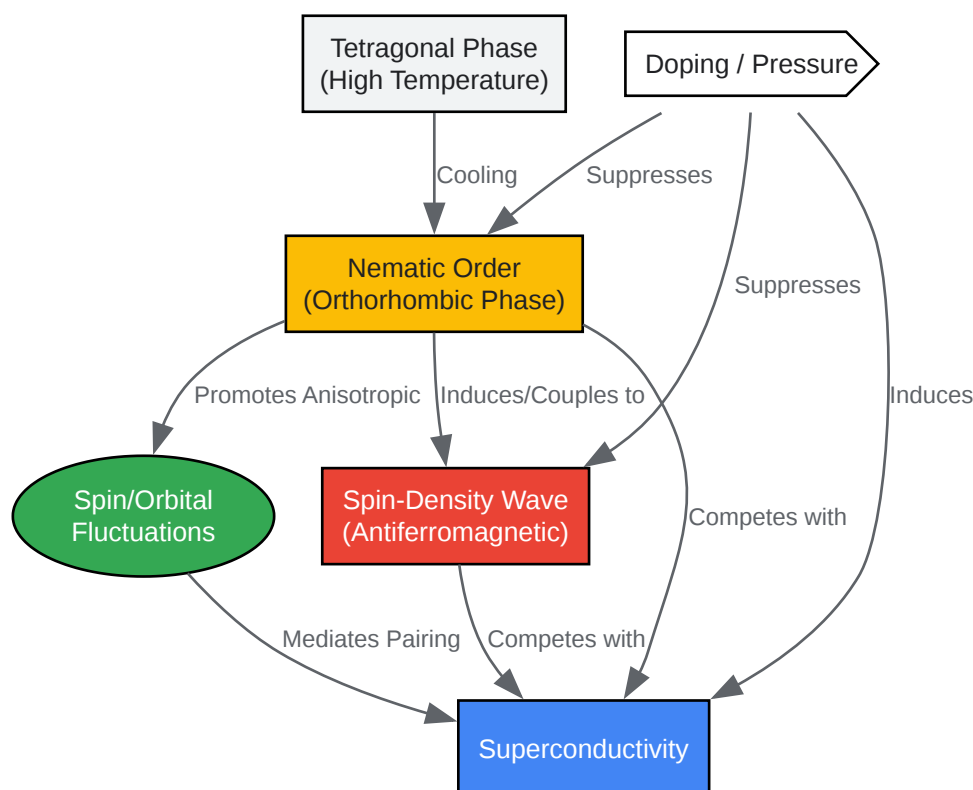 Tetragonal Phase
(High Temperature)
Doping / Pressure
Cooling
Suppresses
Nematic Order
(Orthorhombic Phase)
Suppresses
Promotes Anisotropic
Induces/Couples to
Induces
Spin/Orbital
Fluctuations
Spin-Density Wave
(Antiferromagnetic)
Competes with
Mediates Pairing
Competes with
Superconductivity